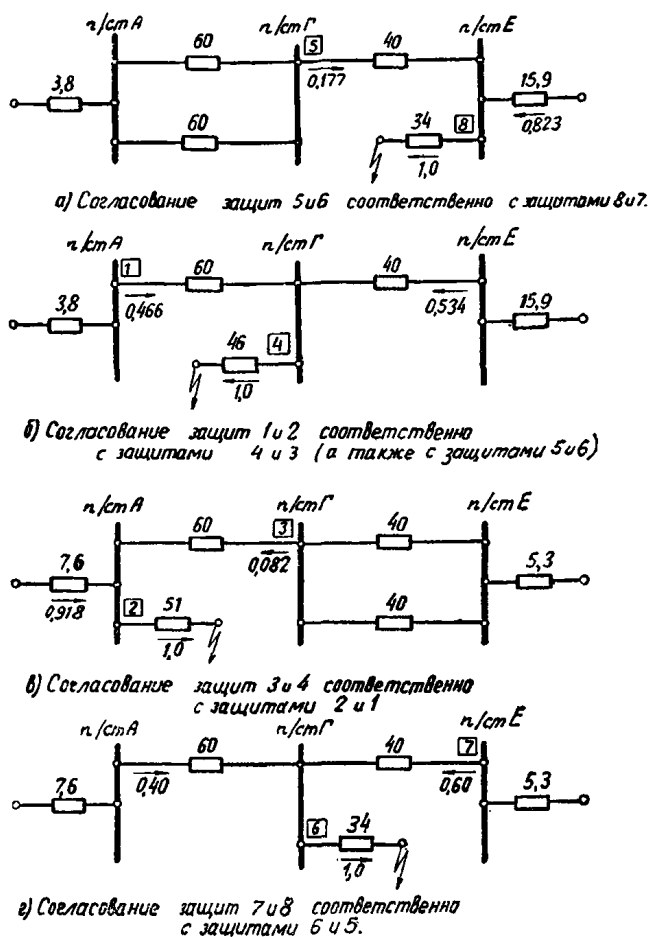 п/ст А п/ст Г п/ст Е
60 5 40
3,8 0,177 15,9
60 34 8 0,823
1,0
а) Согласование защит 5 и 6 соответственно с защитами 8 и 7.
п/ст А п/ст Г п/ст Е
1 60 40
3,8 0,466 0,534 15,9
46 4
1,0
б) Согласование защит 1 и 2 соответственно
с защитами 4 и 3 (а также с защитами 5 и 6)
п/ст А п/ст Г п/ст Е
60 3 40
7,6 0,082 5,3
0,918 2 51 40
1,0
в) Согласование защит 3 и 4 соответственно
с защитами 2 и 1
п/ст А п/ст Г п/ст Е
60 40 7
7,6 0,40 0,60 5,3
6 34
1,0
г) Согласование защит 7 и 8 соответственно
с защитами 6 и 5.